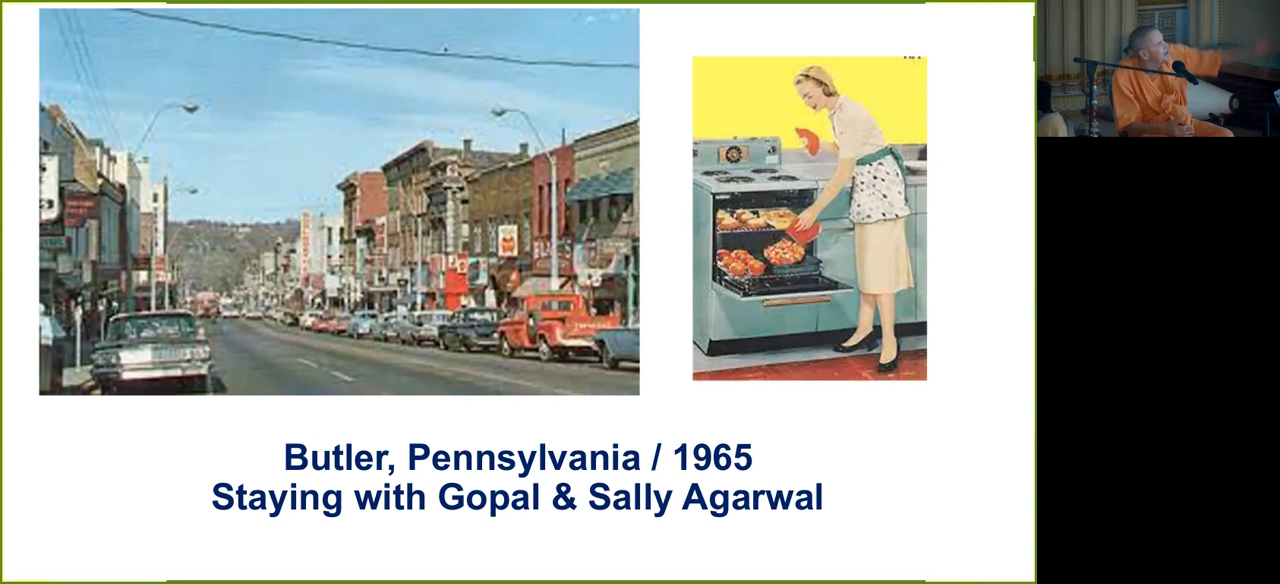 Butler, Pennsylvania / 1965
Staying with Gopal & Sally Agarwal